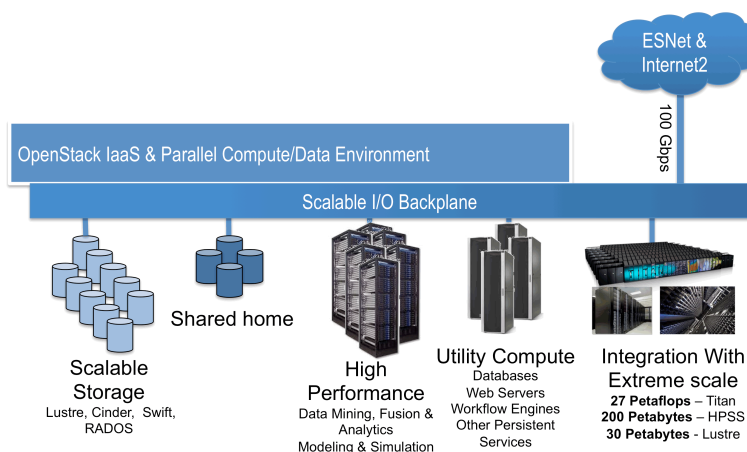 ESNet &
Internet2
100 Gbps
OpenStack IaaS & Parallel Compute/Data Environment
Scalable I/O Backplane
Scalable
Storage
Lustre, Cinder, Swift,
RADOS
Shared home
High
Performance
Data Mining, Fusion &
Analytics
Modeling & Simulation
Utility Compute
Databases
Web Servers
Workflow Engines
Other Persistent
Services
Integration With
Extreme scale
27 Petaflops – Titan
200 Petabytes – HPSS
30 Petabytes - Lustre